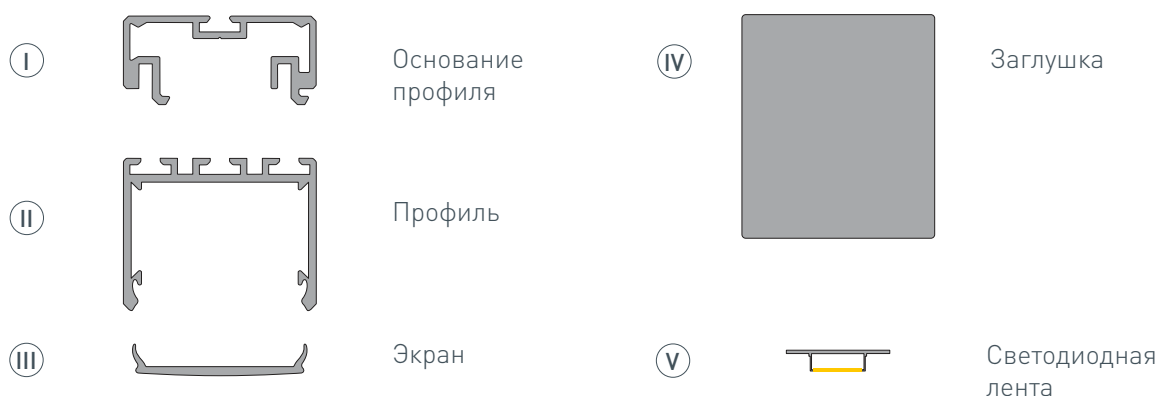 I
Основание
профиля
II
Профиль
III
Экран
IV
Заглушка
V
Светодиодная
лента